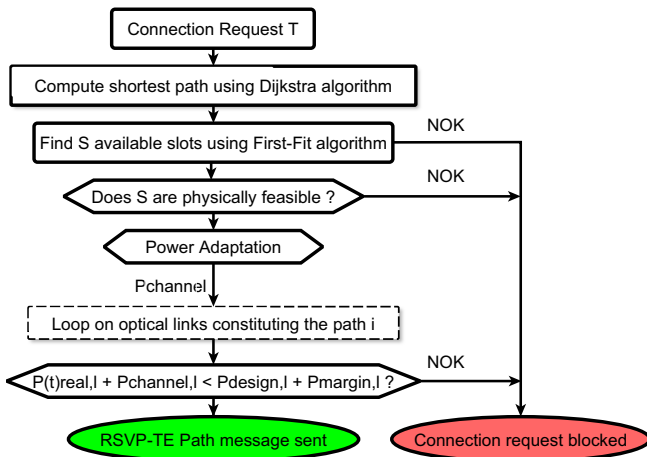 Connection Request T
Compute shortest path using Dijkstra algorithm
NOK
Find S available slots using First-Fit algorithm
NOK
Does S are physically feasible ?
Power Adaptation
Pchannel
Loop on optical links constituting the path i
NOK
P(t)real,l + Pchannel,l < Pdesign,l + Pmargin,l ?
RSVP-TE Path message sent
Connection request blocked